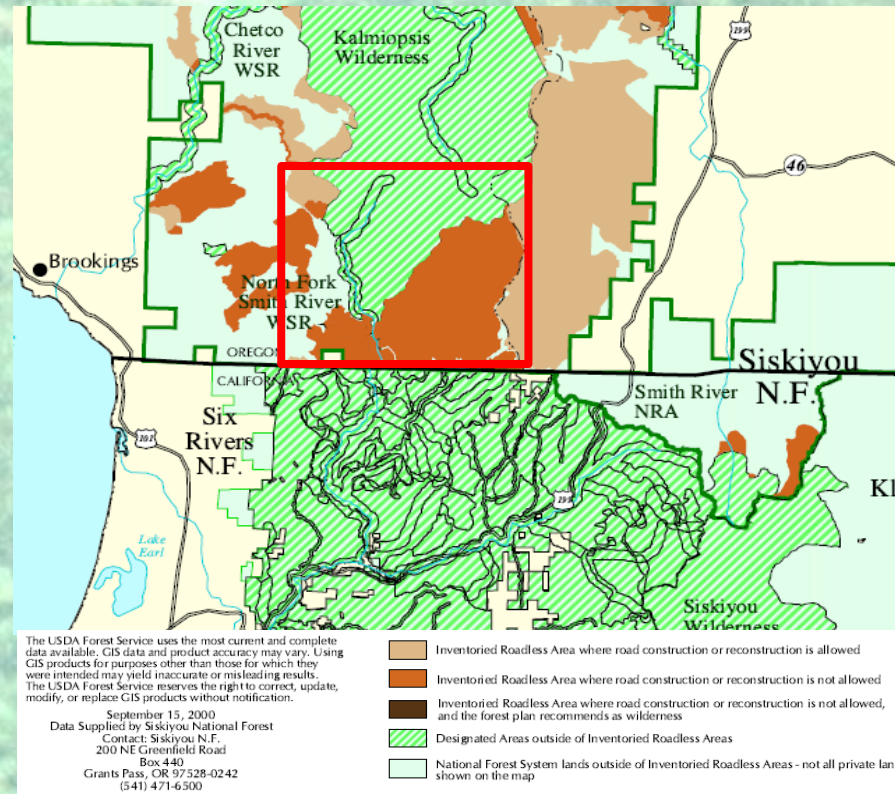 Chetco
River
WSR
Kalmiopsis
Wilderness
199
46
Brookings
North Fork
Smith River
WSR
OREGON
CALIFORNIA
Siskiyou
N.F.
Smith River
NRA
Six
Rivers
N.F.
101
199
Kl
Lake
Earl
Siskiyou
Wilderness
The USDA Forest Service uses the most current and complete
data available. GIS data and product accuracy may vary. Using
GIS products for purposes other than those for which they
were intended may yield inaccurate or misleading results.
The USDA Forest Service reserves the right to correct, update,
modify, or replace GIS products without notification.
September 15, 2000
Data Supplied by Siskiyou National Forest
Contact: Siskiyou N.F.
200 NE Greenfield Road
Box 440
Grants Pass, OR 97528-0242
(541) 471-6500
Inventoried Roadless Area where road construction or reconstruction is allowed
Inventoried Roadless Area where road construction or reconstruction is not allowed
Inventoried Roadless Area where road construction or reconstruction is not allowed,
and the forest plan recommends as wilderness
Designated Areas outside of Inventoried Roadless Areas
National Forest System lands outside of Inventoried Roadless Areas - not all private lan
shown on the map